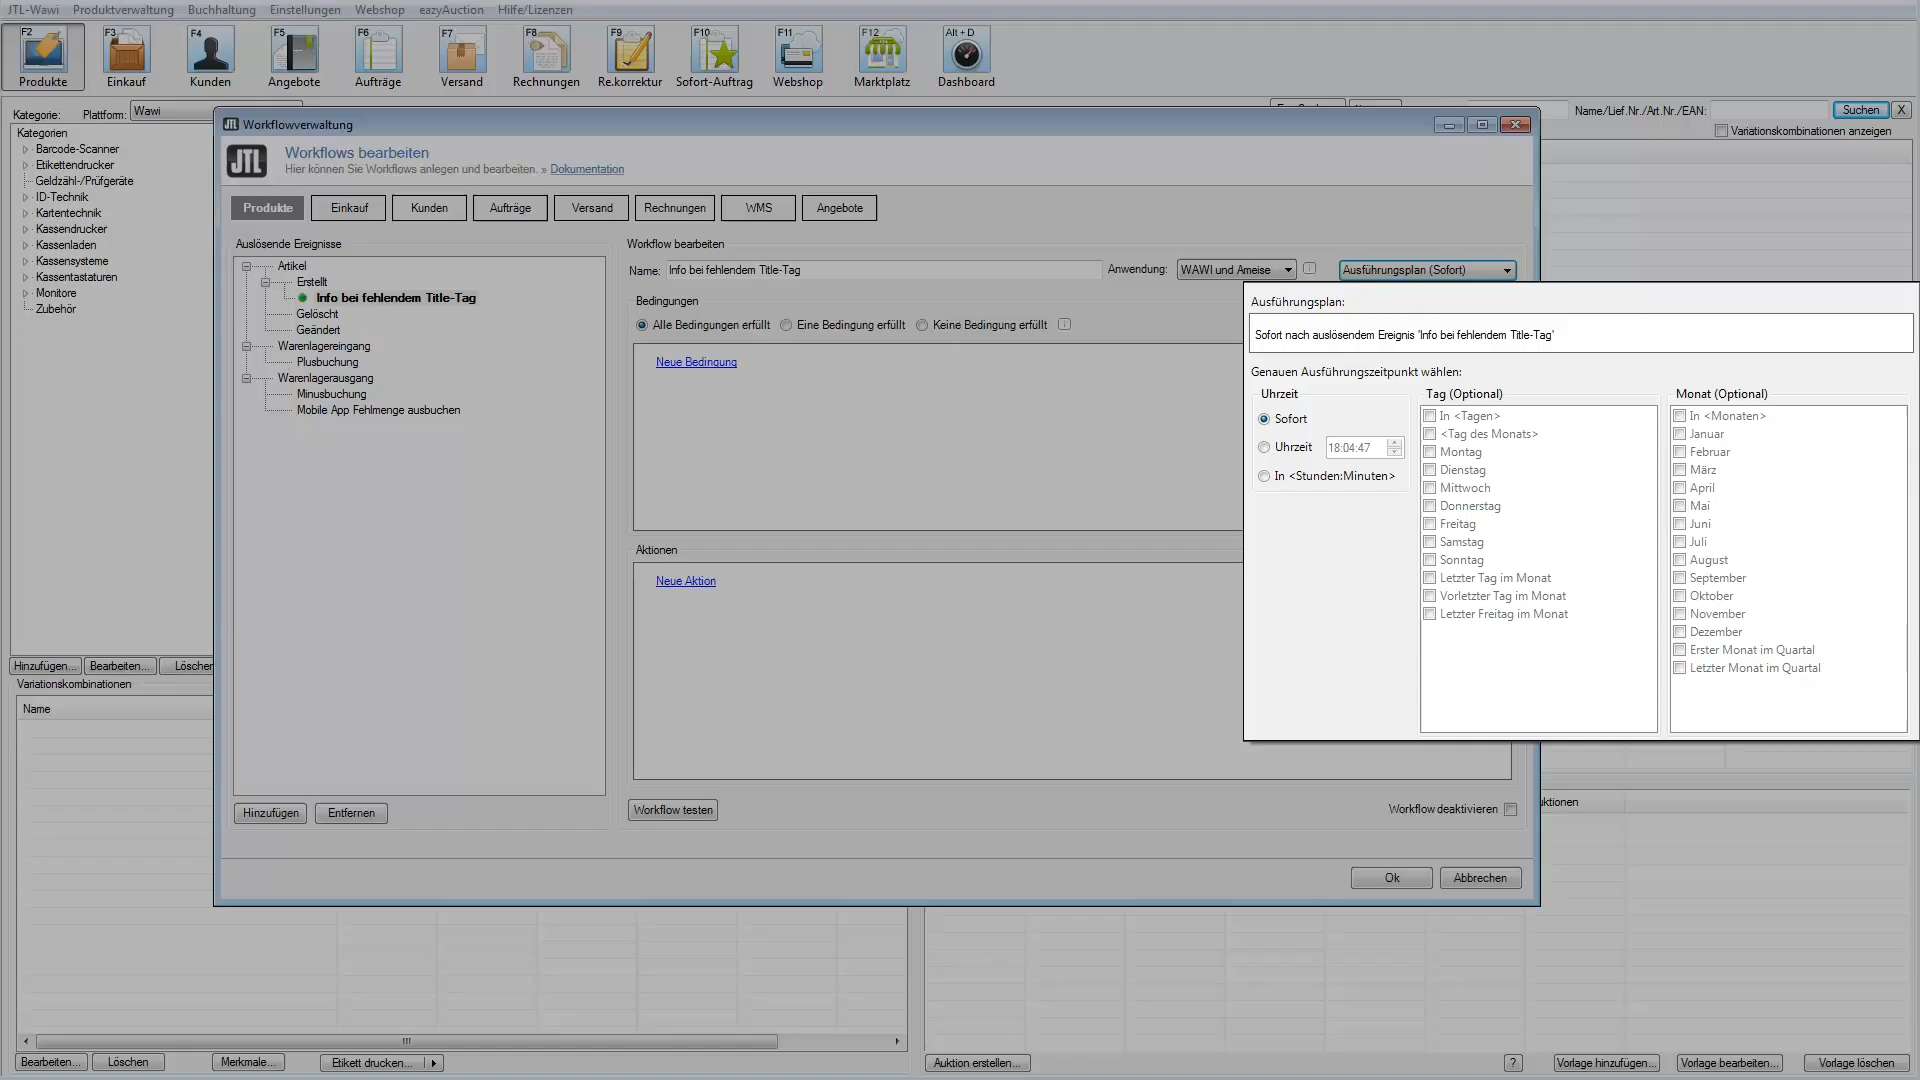 JTL-Wawi Produktverwaltung Buchhaltung Einstellungen Webshop eazyAuction Hilfe/Lizenzen
F2 F3 F4 F5 F6 F7 F8 F9 F10 F11 F12 Alt + D
Produkte Einkauf Kunden Angebote Aufträge Versand Rechnungen Re.korrektur Sofort-Auftrag Webshop Marktplatz Dashboard
Kategorie: Plattform: Wawi
Name/Lief.Nr./Art.Nr./EAN: Suchen X
Variationskombinationen anzeigen
Kategorien
Barcode-Scanner
Etikettendrucker
Geldzähl-/Prüfgeräte
ID-Technik
Kartentechnik
Kassendrucker
Kassenladen
Kassensysteme
Kassentastaturen
Monitore
Zubehör
Hinzufügen... Bearbeiten... Löschen
Variationskombinationen
Name
JTL Workflowverwaltung
JTL
Workflows bearbeiten
Hier können Sie Workflows anlegen und bearbeiten. » Dokumentation
Produkte Einkauf Kunden Aufträge Versand Rechnungen WMS Angebote
Auslösende Ereignisse
Artikel
Erstellt
Info bei fehlendem Title-Tag
Gelöscht
Geändert
Warenlagereingang
Plusbuchung
Warenlagerausgang
Minusbuchung
Mobile App Fehlmenge ausbuchen
Hinzufügen Entfernen
Workflow bearbeiten
Name: Info bei fehlendem Title-Tag Anwendung: WAWI und Ameise Ausführungsplan (Sofort)
Bedingungen
Alle Bedingungen erfüllt Eine Bedingung erfüllt Keine Bedingung erfüllt
Neue Bedingung
Aktionen
Neue Aktion
Workflow testen Workflow deaktivieren
Ok Abbrechen
Ausführungsplan:
Sofort nach auslösendem Ereignis 'Info bei fehlendem Title-Tag'
Genauen Ausführungszeitpunkt wählen:
Uhrzeit
Sofort
Uhrzeit 18:04:47
In <Stunden:Minuten>
Tag (Optional)
In <Tagen>
<Tag des Monats>
Montag
Dienstag
Mittwoch
Donnerstag
Freitag
Samstag
Sonntag
Letzter Tag im Monat
Vorletzter Tag im Monat
Letzter Freitag im Monat
Monat (Optional)
In <Monaten>
Januar
Februar
März
April
Mai
Juni
Juli
August
September
Oktober
November
Dezember
Erster Monat im Quartal
Letzter Monat im Quartal
Bearbeiten... Löschen Merkmale... Etikett drucken... Auktion erstellen... ? Vorlage hinzufügen... Vorlage bearbeiten... Vorlage löschen